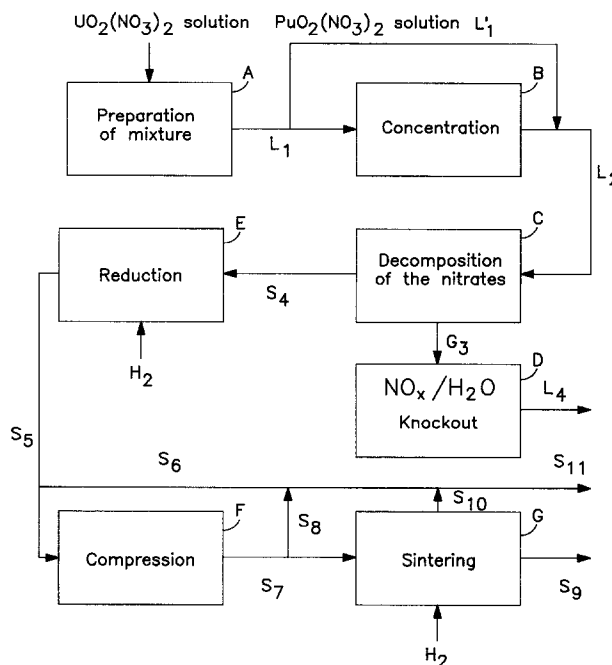 UO2(NO3)2 solution PuO2(NO3)2 solution L'1
A
Preparation
of mixture
L1
B
Concentration
L2
E
Reduction
H2
S4
C
Decomposition
of the nitrates
G3
D
NOx/H2O
Knockout
L4
S5
S6
S11
F
Compression
S7
S8
S10
G
Sintering
S9
H2